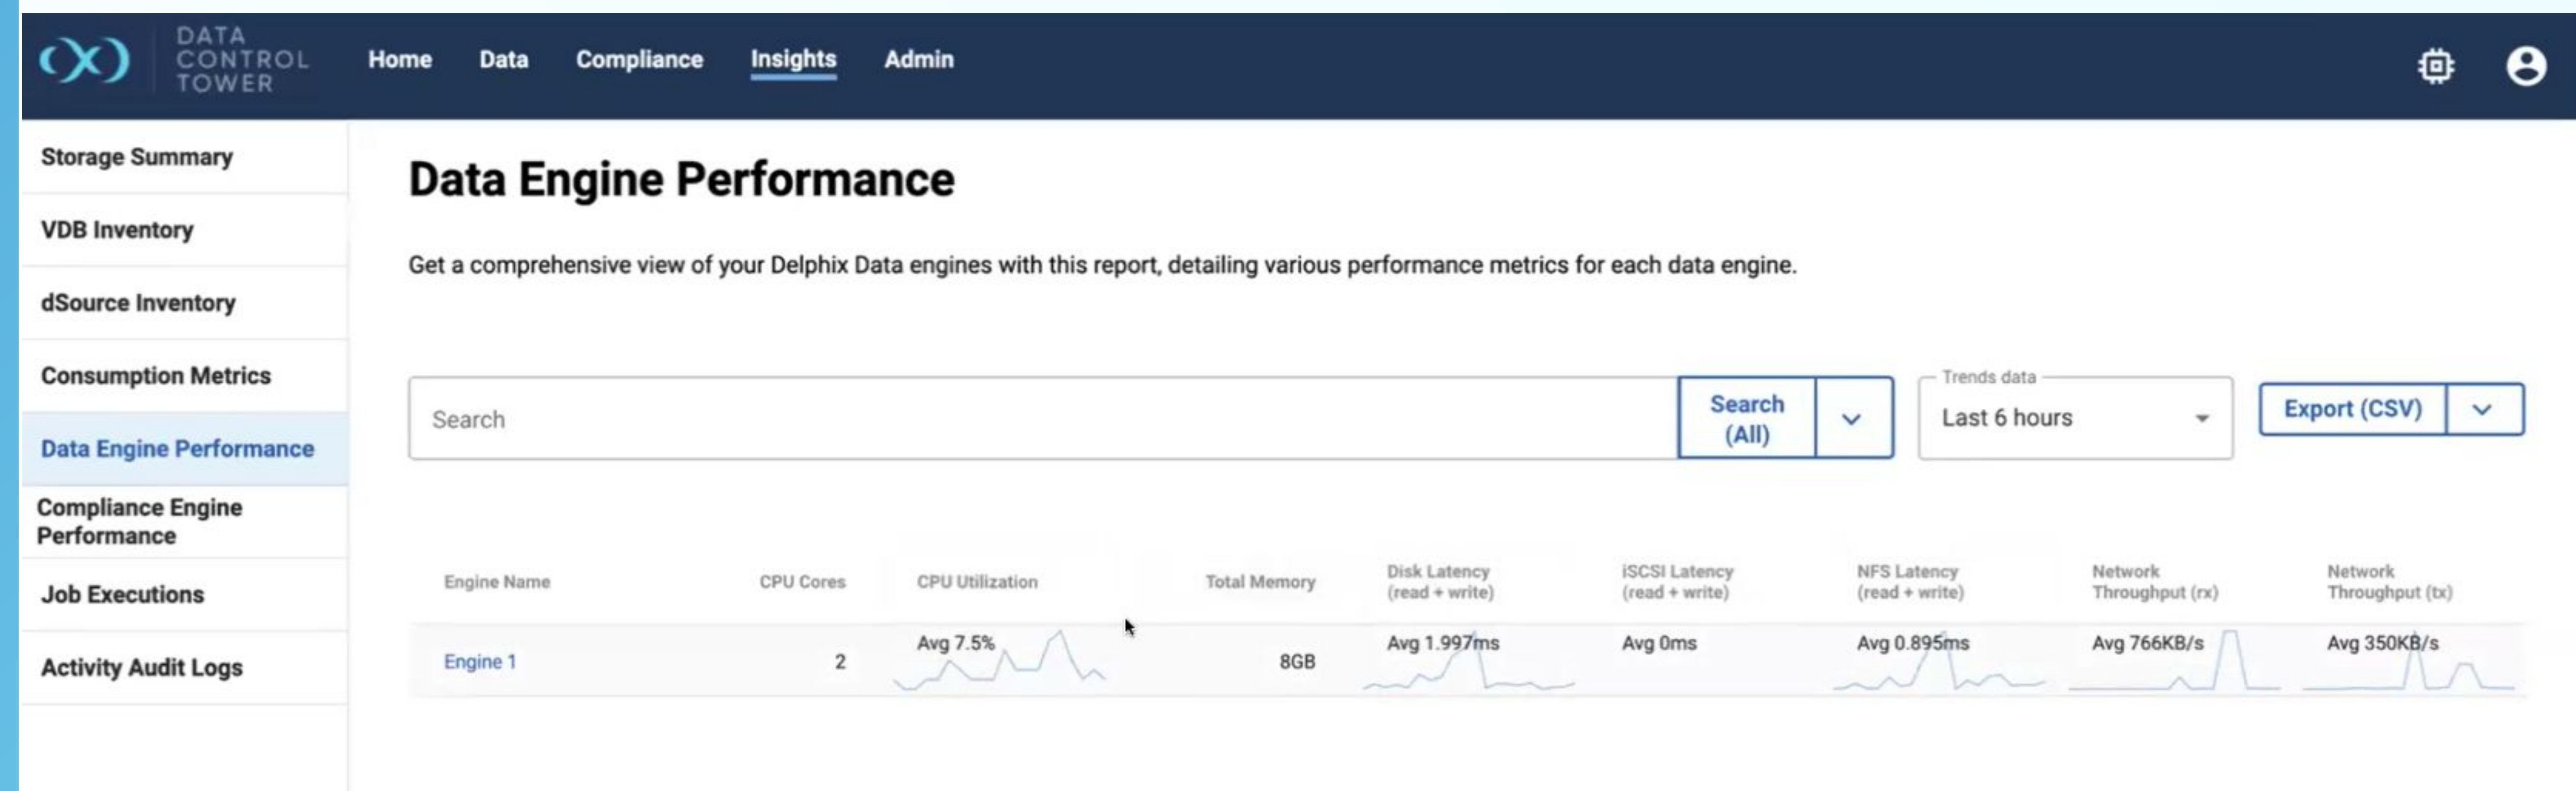 DATA
CONTROL
TOWER
Home Data Compliance Insights Admin
Storage Summary
VDB Inventory
dSource Inventory
Consumption Metrics
Data Engine Performance
Compliance Engine
Performance
Job Executions
Activity Audit Logs
Data Engine Performance
Get a comprehensive view of your Delphix Data engines with this report, detailing various performance metrics for each data engine.
Search
Search
(All)
Trends data
Last 6 hours
Export (CSV)
Engine Name
CPU Cores
CPU Utilization
Total Memory
Disk Latency
(read + write)
iSCSI Latency
(read + write)
NFS Latency
(read + write)
Network
Throughput (rx)
Network
Throughput (tx)
Engine 1
2
Avg 7.5%
8GB
Avg 1.997ms
Avg 0ms
Avg 0.895ms
Avg 766KB/s
Avg 350KB/s